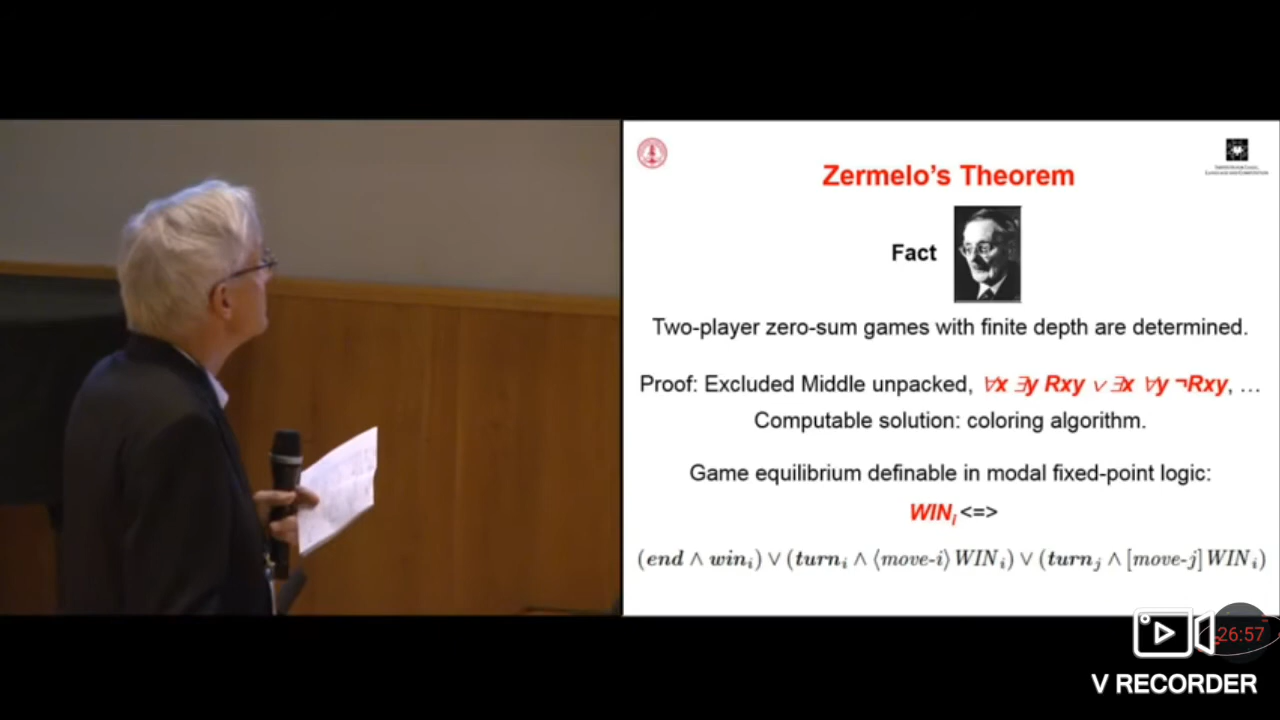 Zermelo's Theorem
Fact
Two-player zero-sum games with finite depth are determined.
Proof: Excluded Middle unpacked, ∀x ∃y Rxy ∨ ∃x ∀y ¬Rxy, …
Computable solution: coloring algorithm.
Game equilibrium definable in modal fixed-point logic:
WINᵢ <=>
(end ∧ winᵢ) ∨ (turnᵢ ∧ ⟨move-i⟩ WINᵢ) ∨ (turnⱼ ∧ [move-j] WINᵢ)
26:57
V RECORDER